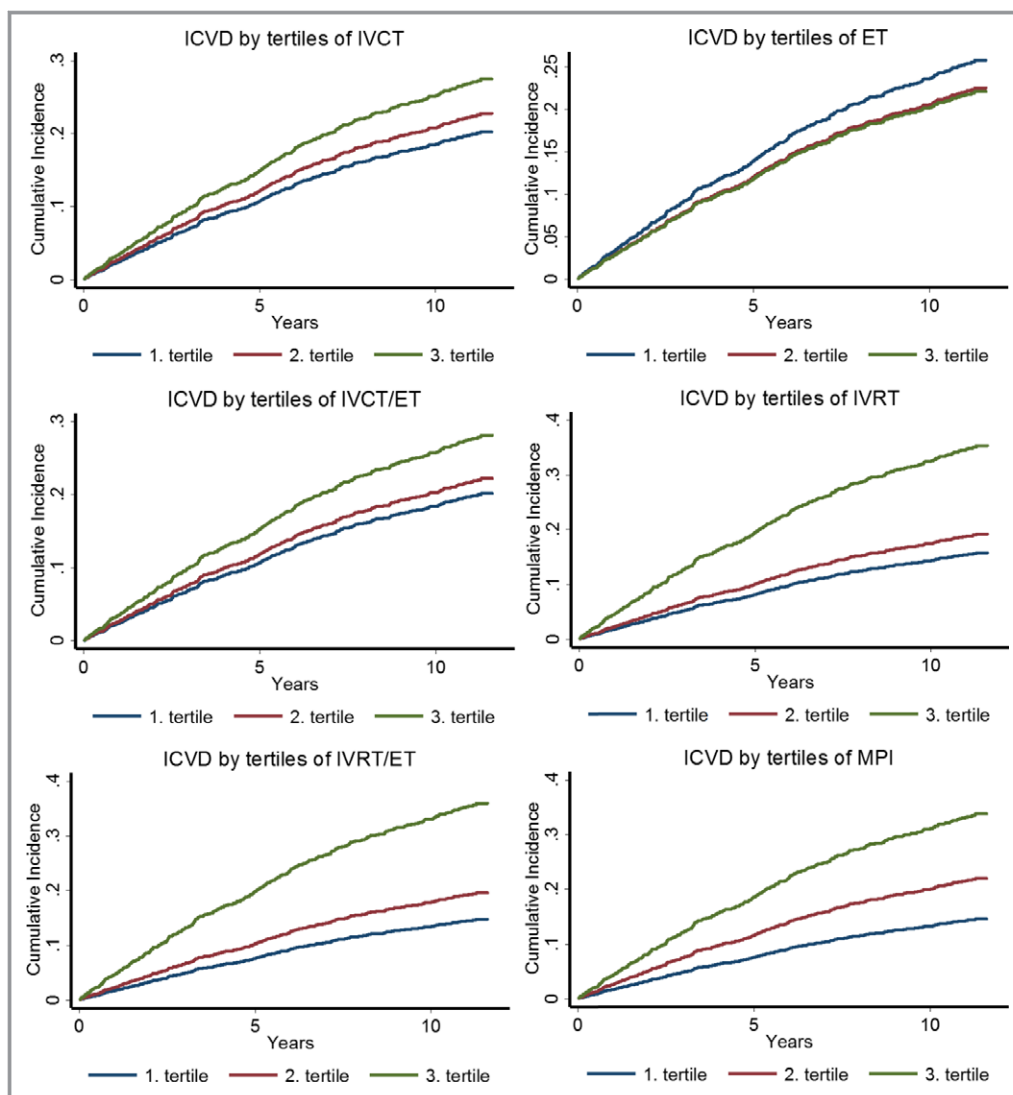 ICVD by tertiles of IVCT
Cumulative Incidence
.3
.2
.1
0
0 5 10
Years
1. tertile 2. tertile 3. tertile
ICVD by tertiles of ET
Cumulative Incidence
.25
.2
.15
.1
.05
0
0 5 10
Years
1. tertile 2. tertile 3. tertile
ICVD by tertiles of IVCT/ET
Cumulative Incidence
.3
.2
.1
0
0 5 10
Years
1. tertile 2. tertile 3. tertile
ICVD by tertiles of IVRT
Cumulative Incidence
.4
.3
.2
.1
0
0 5 10
Years
1. tertile 2. tertile 3. tertile
ICVD by tertiles of IVRT/ET
Cumulative Incidence
.4
.3
.2
.1
0
0 5 10
Years
1. tertile 2. tertile 3. tertile
ICVD by tertiles of MPI
Cumulative Incidence
.4
.3
.2
.1
0
0 5 10
Years
1. tertile 2. tertile 3. tertile